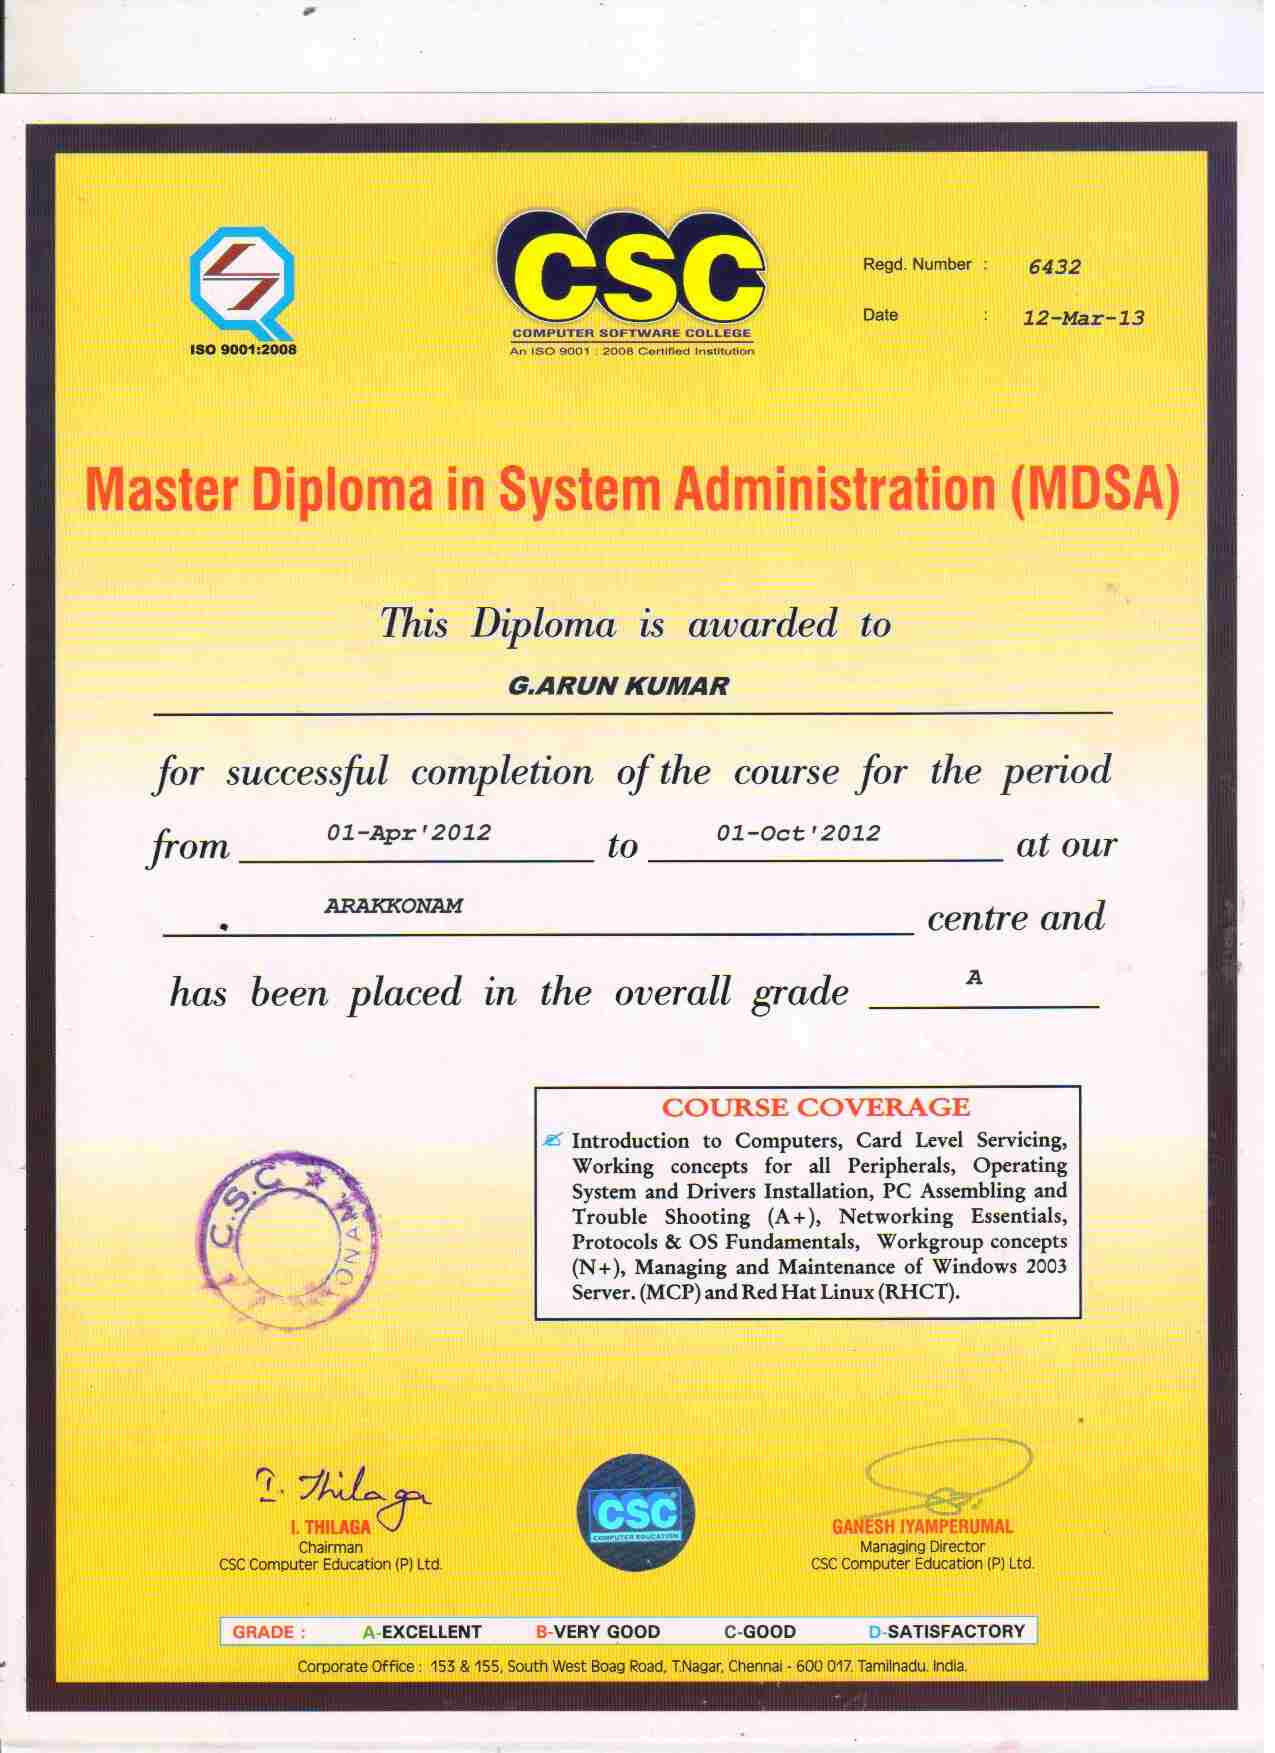 ISO 9001:2008
CSC
COMPUTER SOFTWARE COLLEGE
An ISO 9001 : 2008 Certified Institution
Regd. Number : 6432
Date : 12-Mar-13
Master Diploma in System Administration (MDSA)
This Diploma is awarded to
G.ARUN KUMAR
for successful completion of the course for the period
from 01-Apr'2012 to 01-Oct'2012 at our
ARAKKONAM centre and
has been placed in the overall grade A
COURSE COVERAGE
Introduction to Computers, Card Level Servicing,
Working concepts for all Peripherals, Operating
System and Drivers Installation, PC Assembling and
Trouble Shooting (A+), Networking Essentials,
Protocols & OS Fundamentals, Workgroup concepts
(N+), Managing and Maintenance of Windows 2003
Server. (MCP) and Red Hat Linux (RHCT).
C.S.C
I. Thilaga
I. THILAGA
Chairman
CSC Computer Education (P) Ltd.
CSC
COMPUTER EDUCATION
GANESH IYAMPERUMAL
Managing Director
CSC Computer Education (P) Ltd.
GRADE : A-EXCELLENT B-VERY GOOD C-GOOD D-SATISFACTORY
Corporate Office : 153 & 155, South West Boag Road, T.Nagar, Chennai - 600 017. Tamilnadu. India.